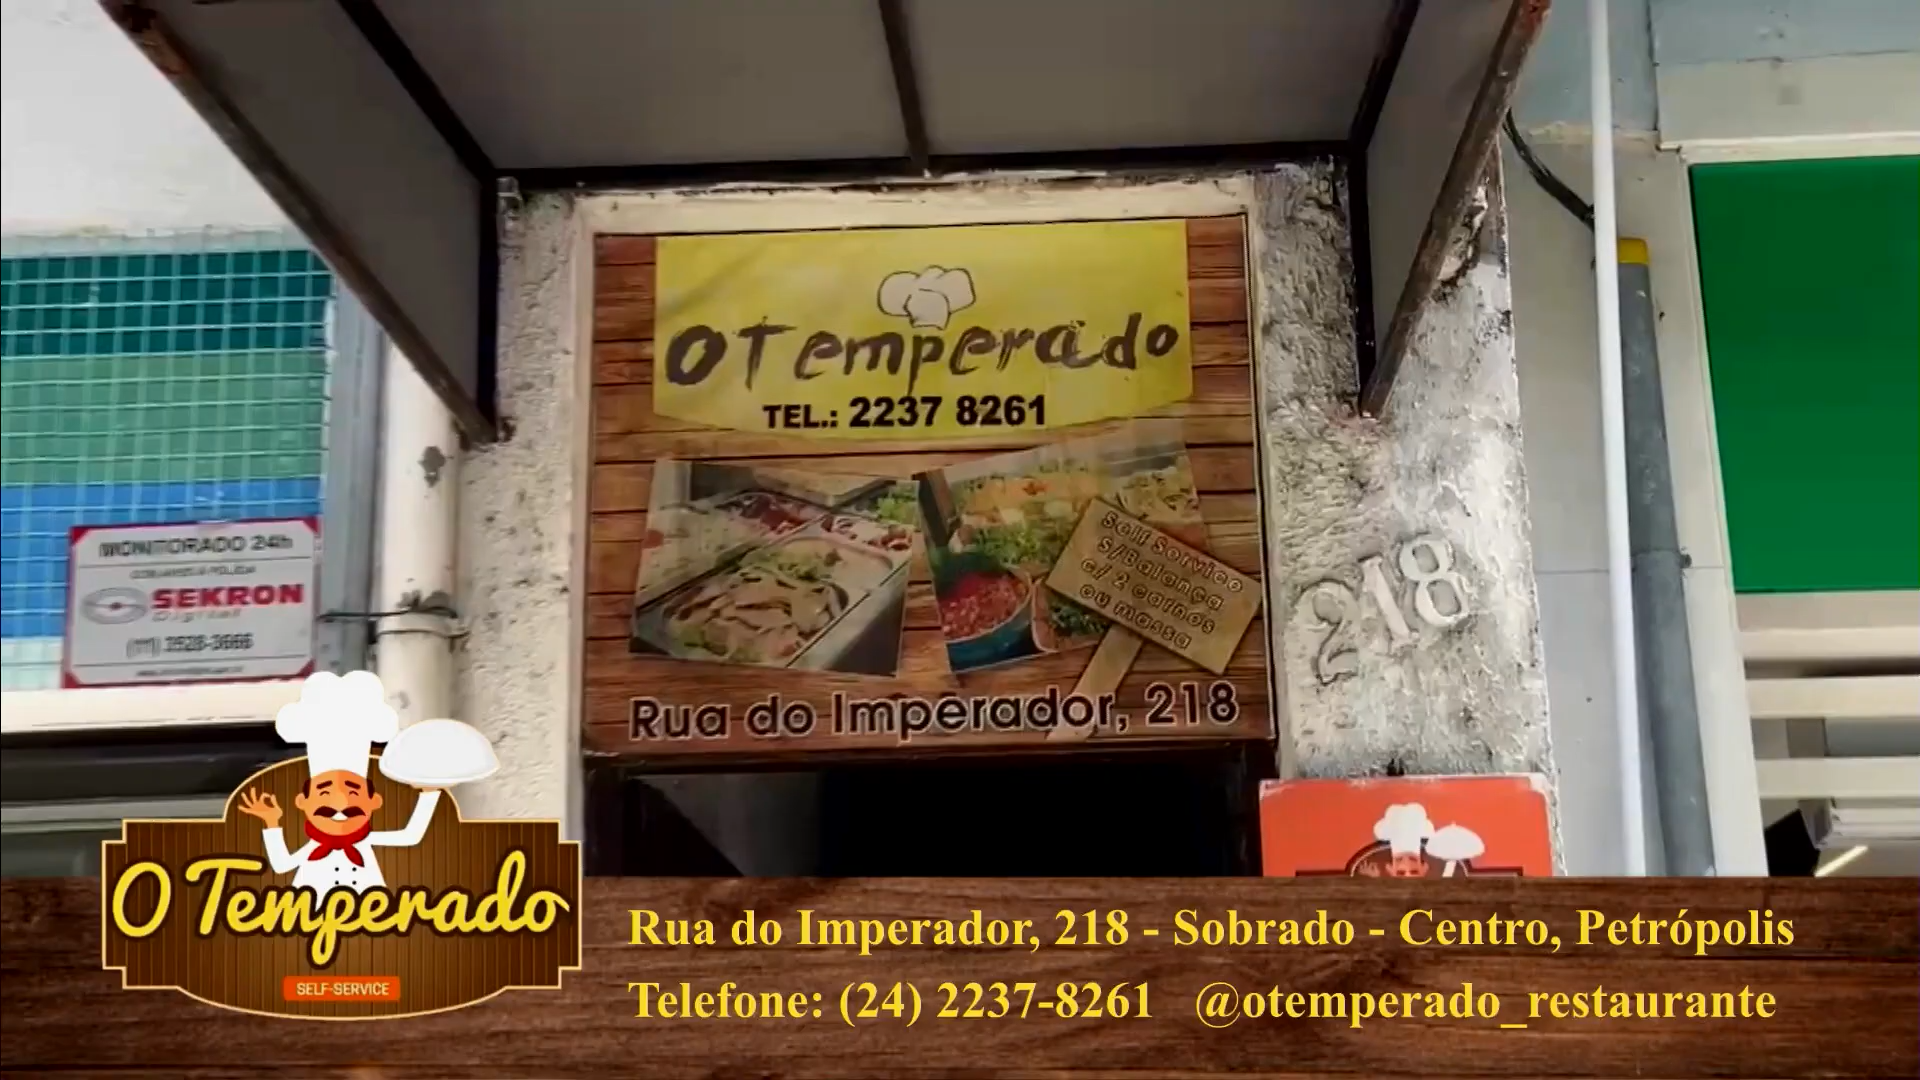 O Temperado
TEL.: 2237 8261
Self Service
S/Balança
c/ 2 carnes
ou massa
Rua do Imperador, 218
218
MONITORADO 24h
SEKRON
Digital
O Temperado
SELF-SERVICE
Rua do Imperador, 218 - Sobrado - Centro, Petrópolis
Telefone: (24) 2237-8261 @otemperado_restaurante